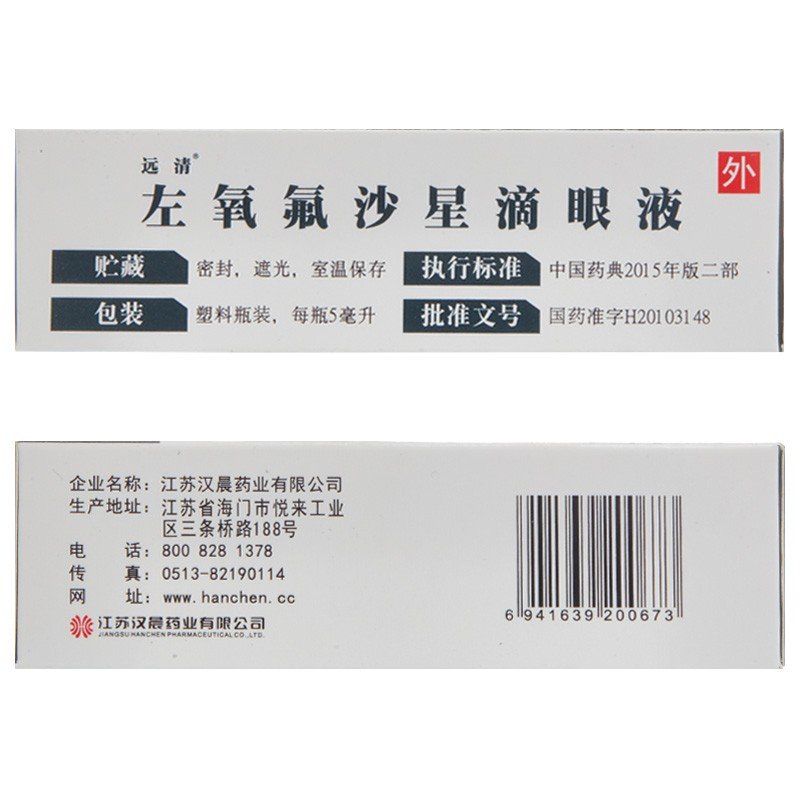 远清®
外
左氧氟沙星滴眼液
贮藏 密封，遮光，室温保存 执行标准 中国药典2015年版二部
包装 塑料瓶装，每瓶5毫升 批准文号 国药准字H20103148
企业名称：江苏汉晨药业有限公司
生产地址：江苏省海门市悦来工业
区三条桥路188号
电 话：800 828 1378
传 真：0513-82190114
网 址：www.hanchen.cc
江苏汉晨药业有限公司
JIANGSU HANCHEN PHARMACEUTICAL CO.,LTD.
6 941639 200673